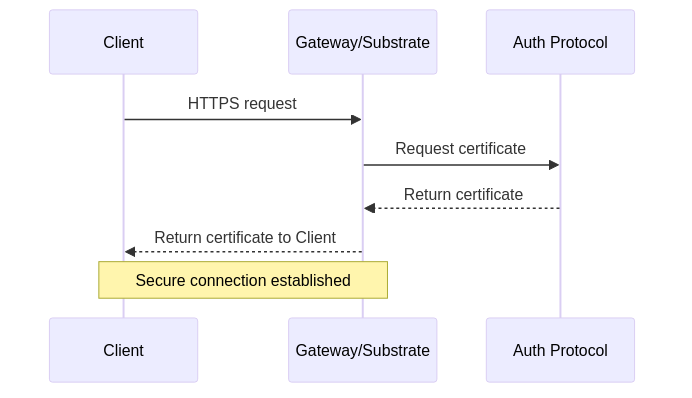 Client
Gateway/Substrate
Auth Protocol
HTTPS request
Request certificate
Return certificate
Return certificate to Client
Secure connection established
Client
Gateway/Substrate
Auth Protocol